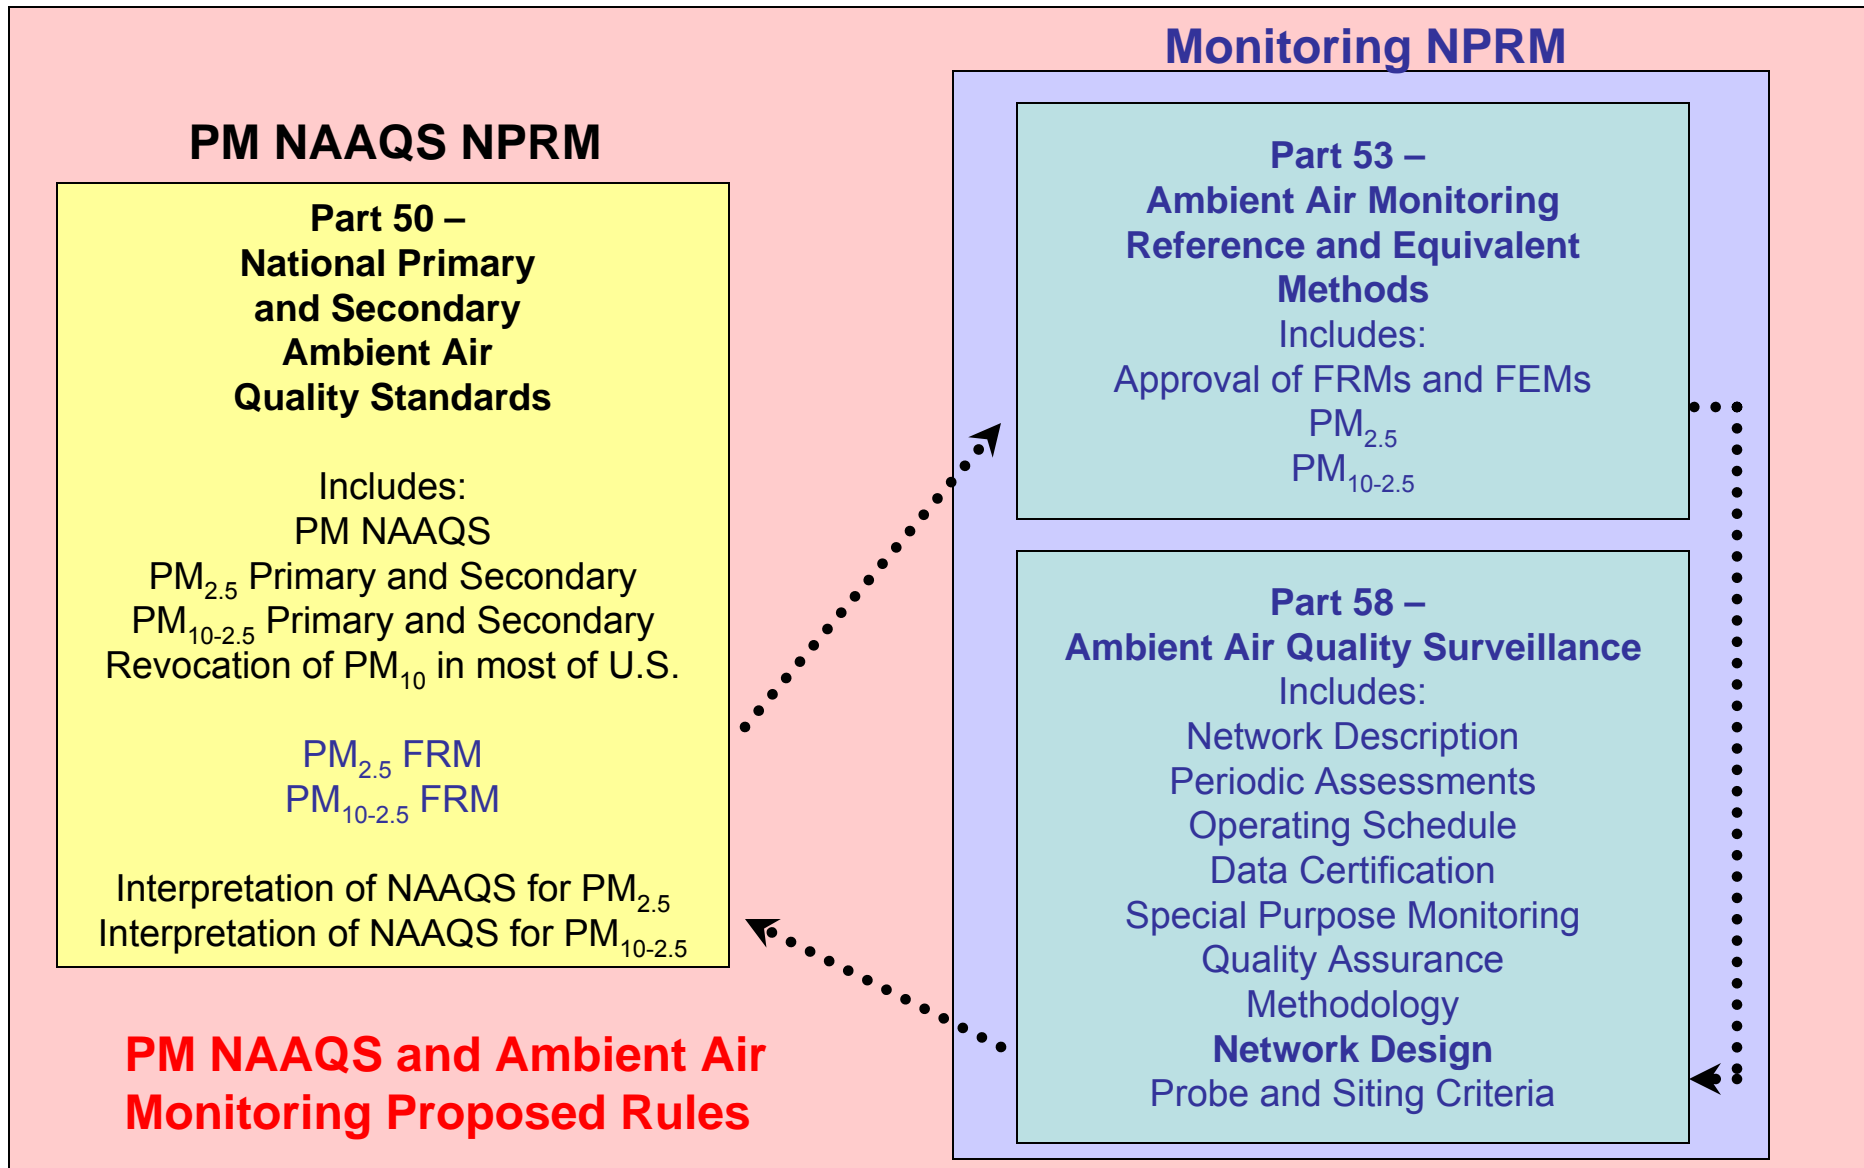 PM NAAQS NPRM
Part 50 –
National Primary
and Secondary
Ambient Air
Quality Standards
Includes:
PM NAAQS
PM2.5 Primary and Secondary
PM10-2.5 Primary and Secondary
Revocation of PM10 in most of U.S.
PM2.5 FRM
PM10-2.5 FRM
Interpretation of NAAQS for PM2.5
Interpretation of NAAQS for PM10-2.5
PM NAAQS and Ambient Air
Monitoring Proposed Rules
Monitoring NPRM
Part 53 –
Ambient Air Monitoring
Reference and Equivalent
Methods
Includes:
Approval of FRMs and FEMs
PM2.5
PM10-2.5
Part 58 –
Ambient Air Quality Surveillance
Includes:
Network Description
Periodic Assessments
Operating Schedule
Data Certification
Special Purpose Monitoring
Quality Assurance
Methodology
Network Design
Probe and Siting Criteria